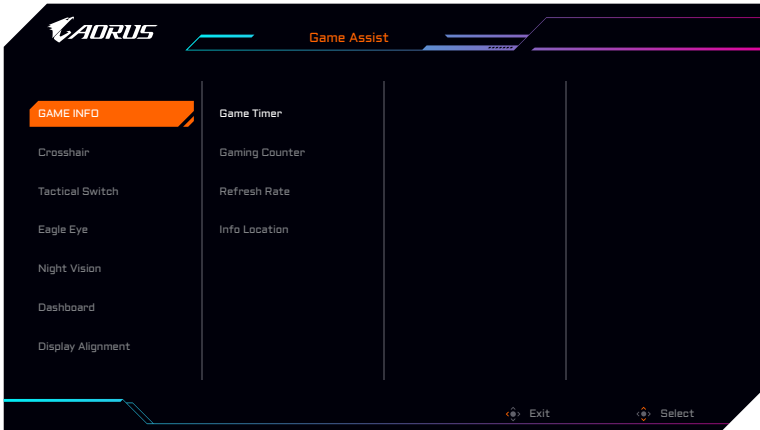 AORUS
Game Assist
GAME INFO
Crosshair
Tactical Switch
Eagle Eye
Night Vision
Dashboard
Display Alignment
Game Timer
Gaming Counter
Refresh Rate
Info Location
Exit
Select